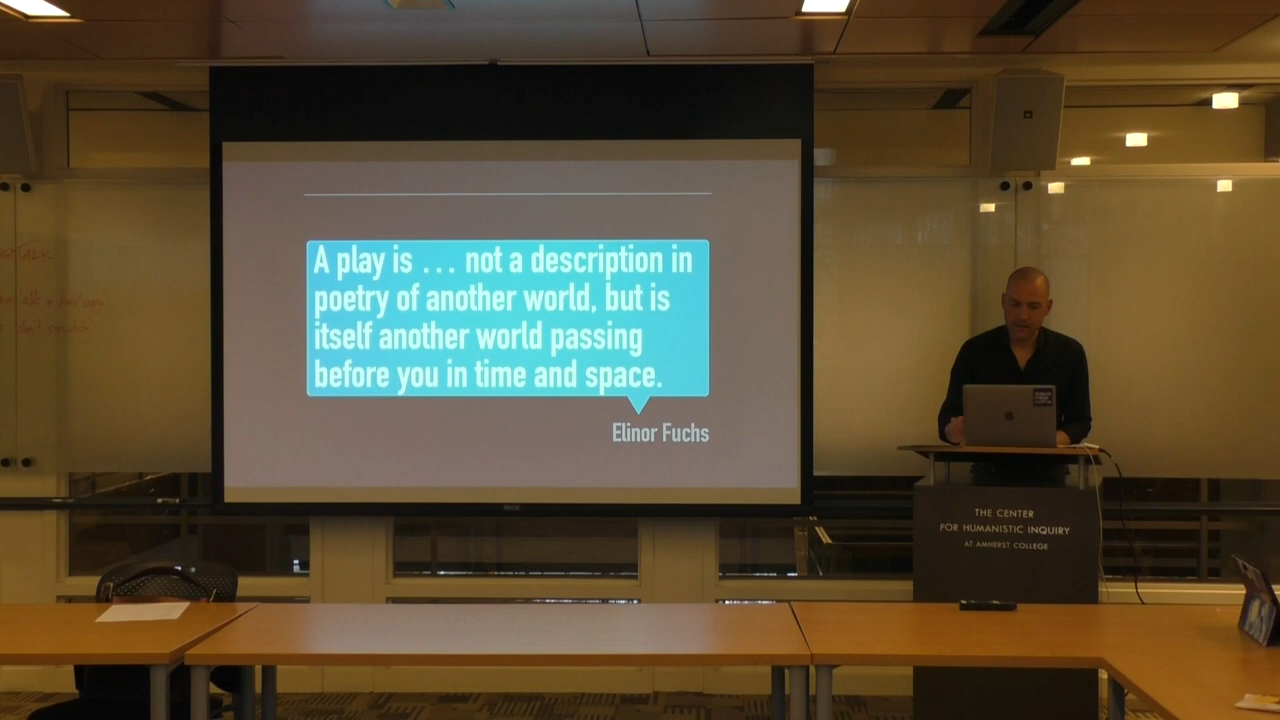 A play is ... not a description in
poetry of another world, but is
itself another world passing
before you in time and space.
Elinor Fuchs
THE CENTER
FOR HUMANISTIC INQUIRY
AT AMHERST COLLEGE